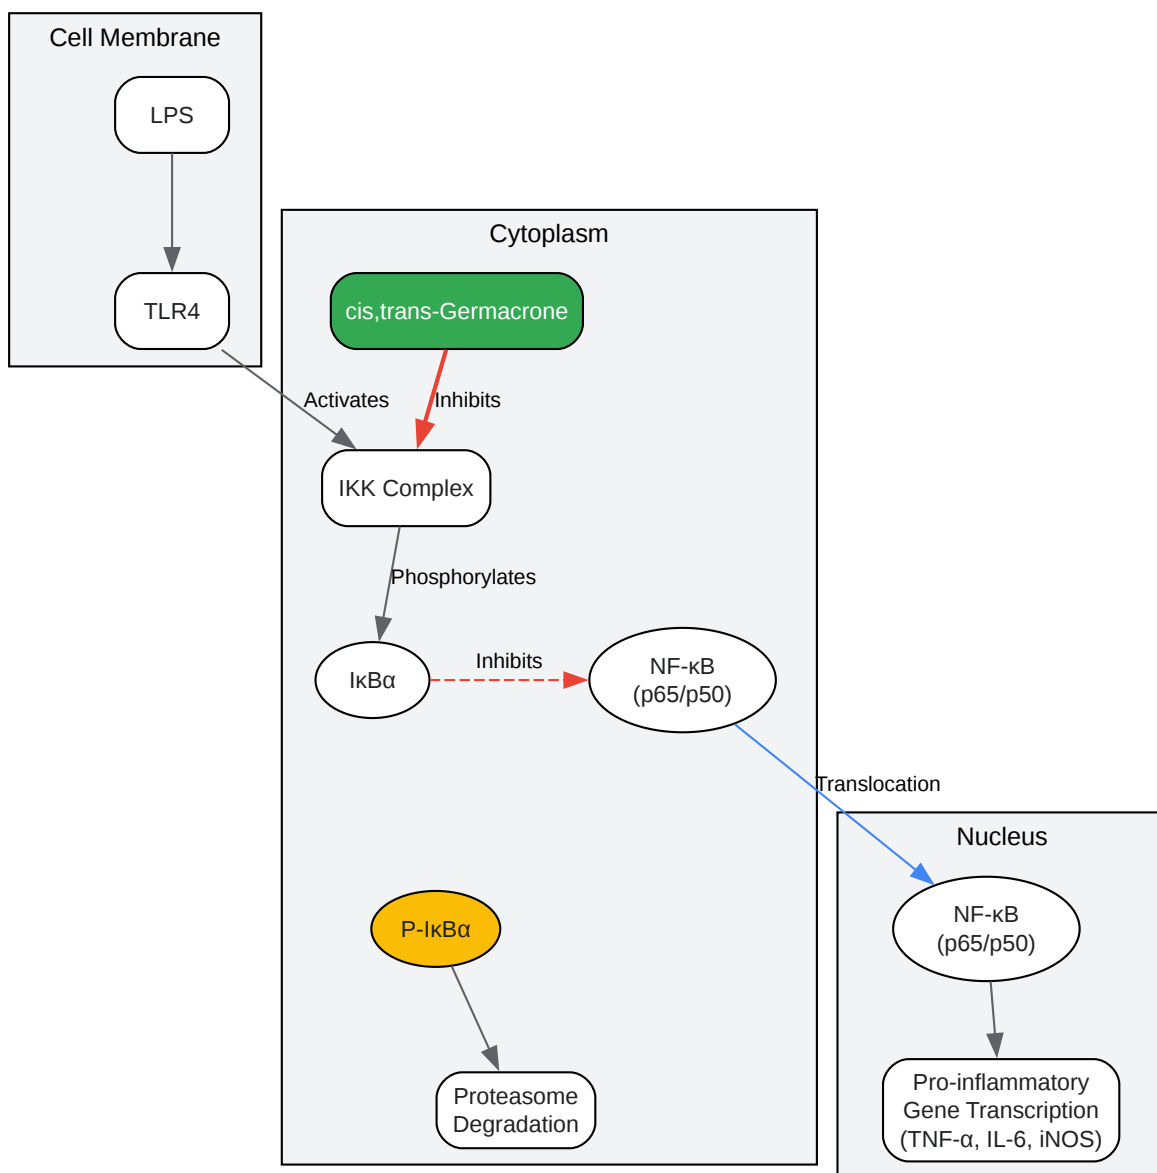 Cell Membrane
LPS
TLR4
Cytoplasm
cis,trans-Germacrone
Activates
Inhibits
IKK Complex
Phosphorylates
IκBα
Inhibits
NF-κB
(p65/p50)
Translocation
P-IκBα
Proteasome
Degradation
Nucleus
NF-κB
(p65/p50)
Pro-inflammatory
Gene Transcription
(TNF-α, IL-6, iNOS)